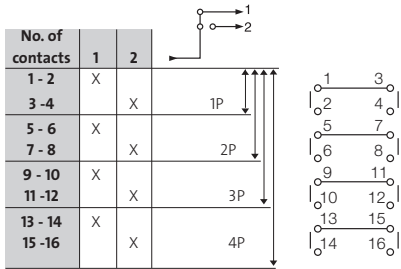 1
2
No. of
contacts 1 2
1 - 2 X
3 -4 X 1P
5 - 6 X
7 - 8 X 2P
9 - 10 X
11 -12 X 3P
13 - 14 X
15 -16 X 4P
1 3
2 4
5 7
6 8
9 11
10 12
13 15
14 16